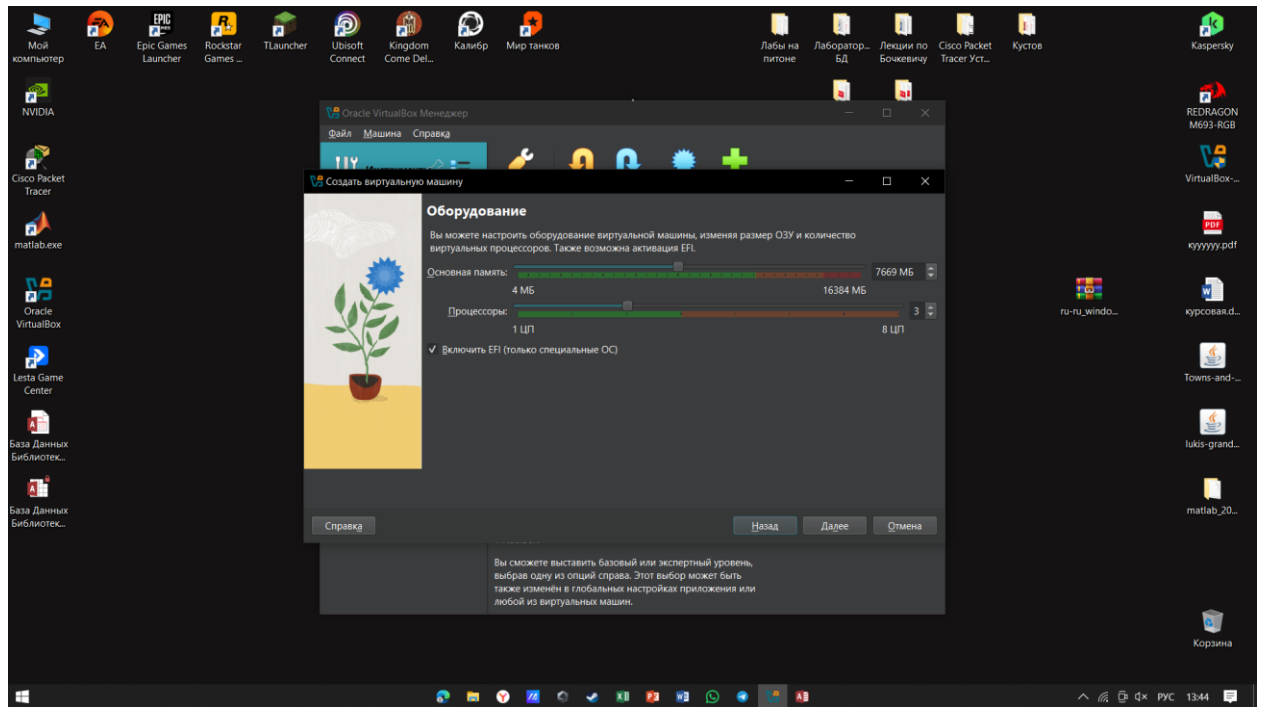 Мой
компьютер
EA
Epic Games
Launcher
Rockstar
Games ...
TLauncher
Ubisoft
Connect
Kingdom
Come Del...
Калибр
Мир танков
Лабы на
питоне
Лаборатор...
БД
Лекции по
Бочкевичу
Cisco Packet
Tracer Уст...
Кустов
Kaspersky
NVIDIA
REDRAGON
M693-RGB
Cisco Packet
Tracer
VirtualBox-...
matlab.exe
PDF
куууууу.pdf
Oracle
VirtualBox
ru-ru_windo...
курсовая.d...
Lesta Game
Center
Towns-and-...
База Данных
Библиотек...
lukis-grand...
База Данных
Библиотек...
matlab_20...
Корзина
Oracle VirtualBox Менеджер
Файл Машина Справка
Создать виртуальную машину
Оборудование
Вы можете настроить оборудование виртуальной машины, изменяя размер ОЗУ и количество
виртуальных процессоров. Также возможна активация EFI.
Основная память: 7669 МБ
4 МБ 16384 МБ
Процессоры: 3
1 ЦП 8 ЦП
Включить EFI (только специальные ОС)
Справка Назад Далее Отмена
Вы сможете выставить базовый или экспертный уровень,
выбрав одну из опций справа. Этот выбор может быть
также изменён в глобальных настройках приложения или
любой из виртуальных машин.
РУС 13:44